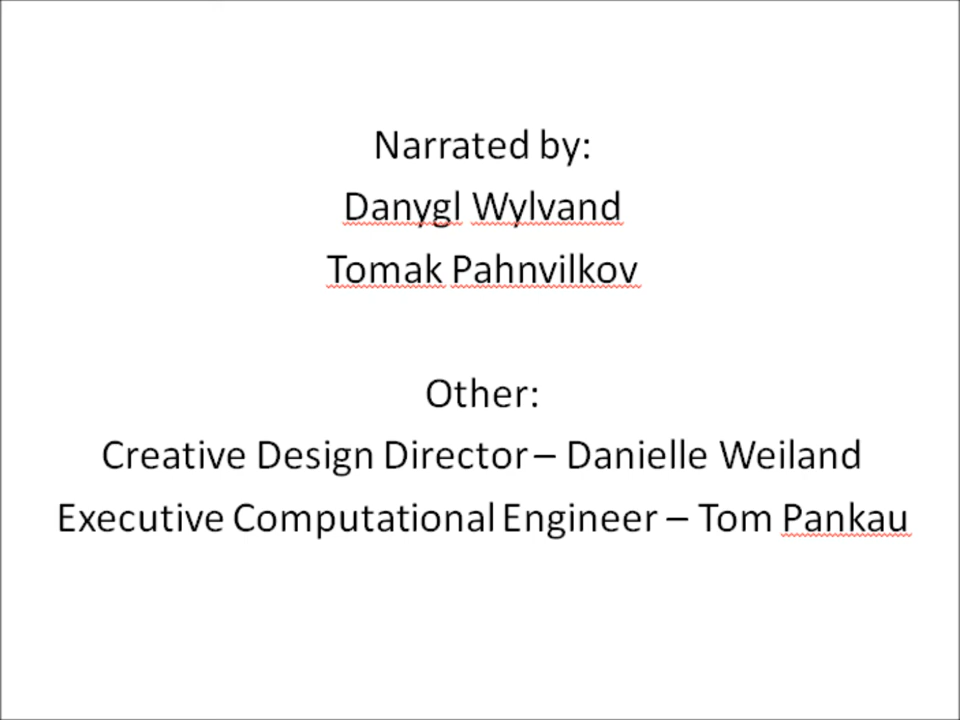 Narrated by:
Danygl Wylvand
Tomak Pahnvilkov
Other:
Creative Design Director – Danielle Weiland
Executive Computational Engineer – Tom Pankau